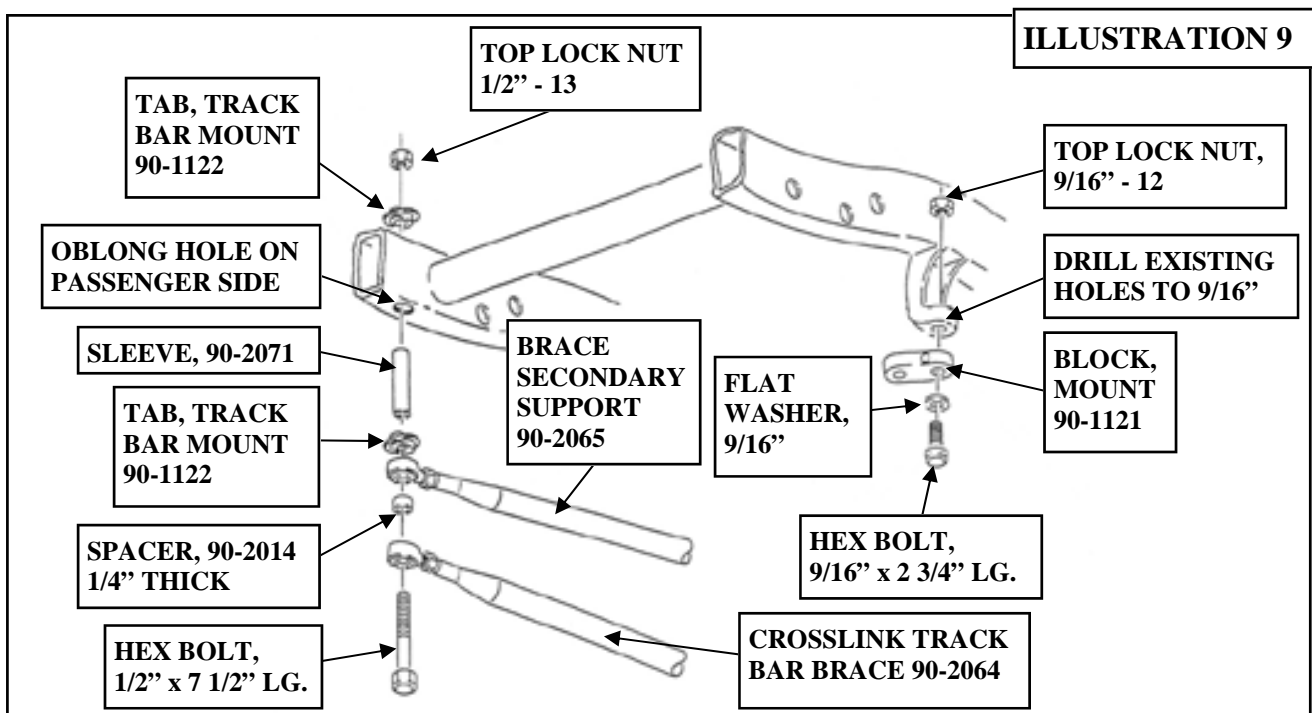 ILLUSTRATION 9
TOP LOCK NUT
1/2” - 13
TAB, TRACK
BAR MOUNT
90-1122
TOP LOCK NUT,
9/16” - 12
OBLONG HOLE ON
PASSENGER SIDE
DRILL EXISTING
HOLES TO 9/16”
SLEEVE, 90-2071
BRACE
SECONDARY
SUPPORT
90-2065
FLAT
WASHER,
9/16”
BLOCK,
MOUNT
90-1121
TAB, TRACK
BAR MOUNT
90-1122
SPACER, 90-2014
1/4” THICK
HEX BOLT,
9/16” x 2 3/4” LG.
HEX BOLT,
1/2” x 7 1/2” LG.
CROSSLINK TRACK
BAR BRACE 90-2064